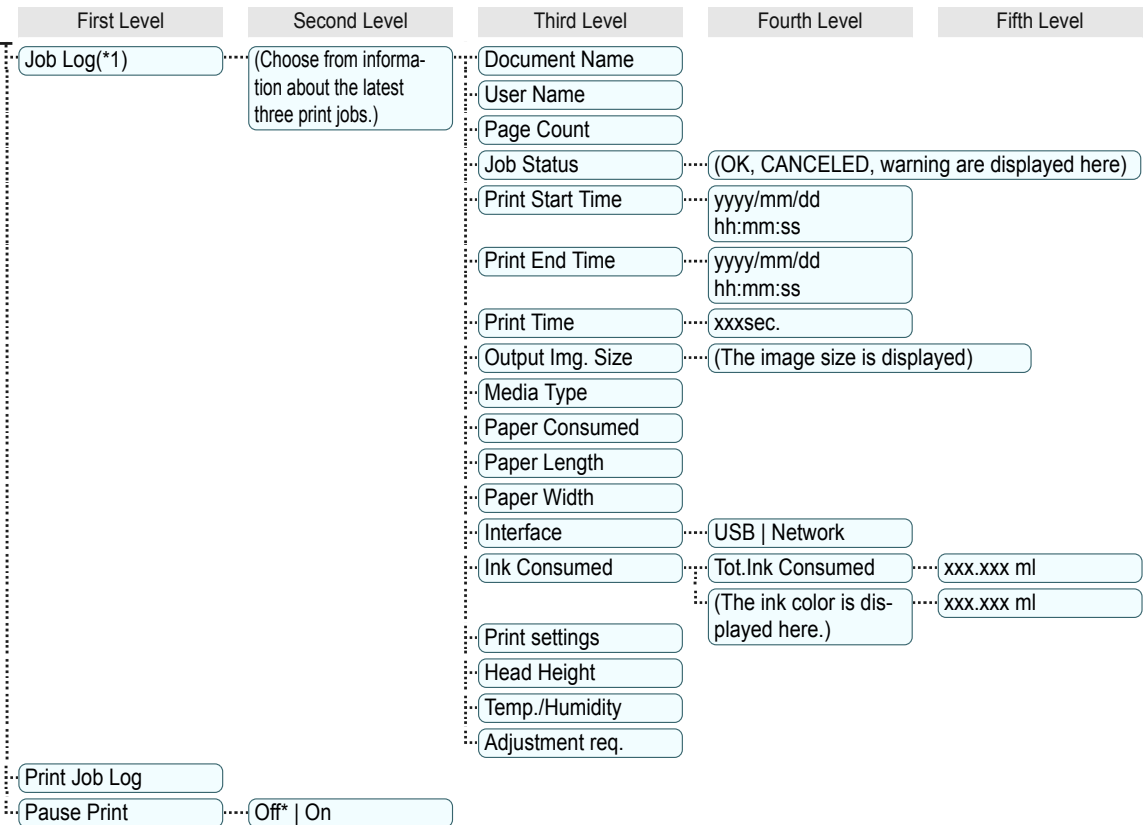 First Level Second Level Third Level Fourth Level Fifth Level
Job Log(*1)
(Choose from informa-
tion about the latest
three print jobs.)
Document Name
User Name
Page Count
Job Status (OK, CANCELED, warning are displayed here)
Print Start Time yyyy/mm/dd
hh:mm:ss
Print End Time yyyy/mm/dd
hh:mm:ss
Print Time xxxsec.
Output Img. Size (The image size is displayed)
Media Type
Paper Consumed
Paper Length
Paper Width
Interface USB | Network
Ink Consumed Tot.Ink Consumed xxx.xxx ml
(The ink color is dis-
played here.)
xxx.xxx ml
Print settings
Head Height
Temp./Humidity
Adjustment req.
Print Job Log
Pause Print Off* | On